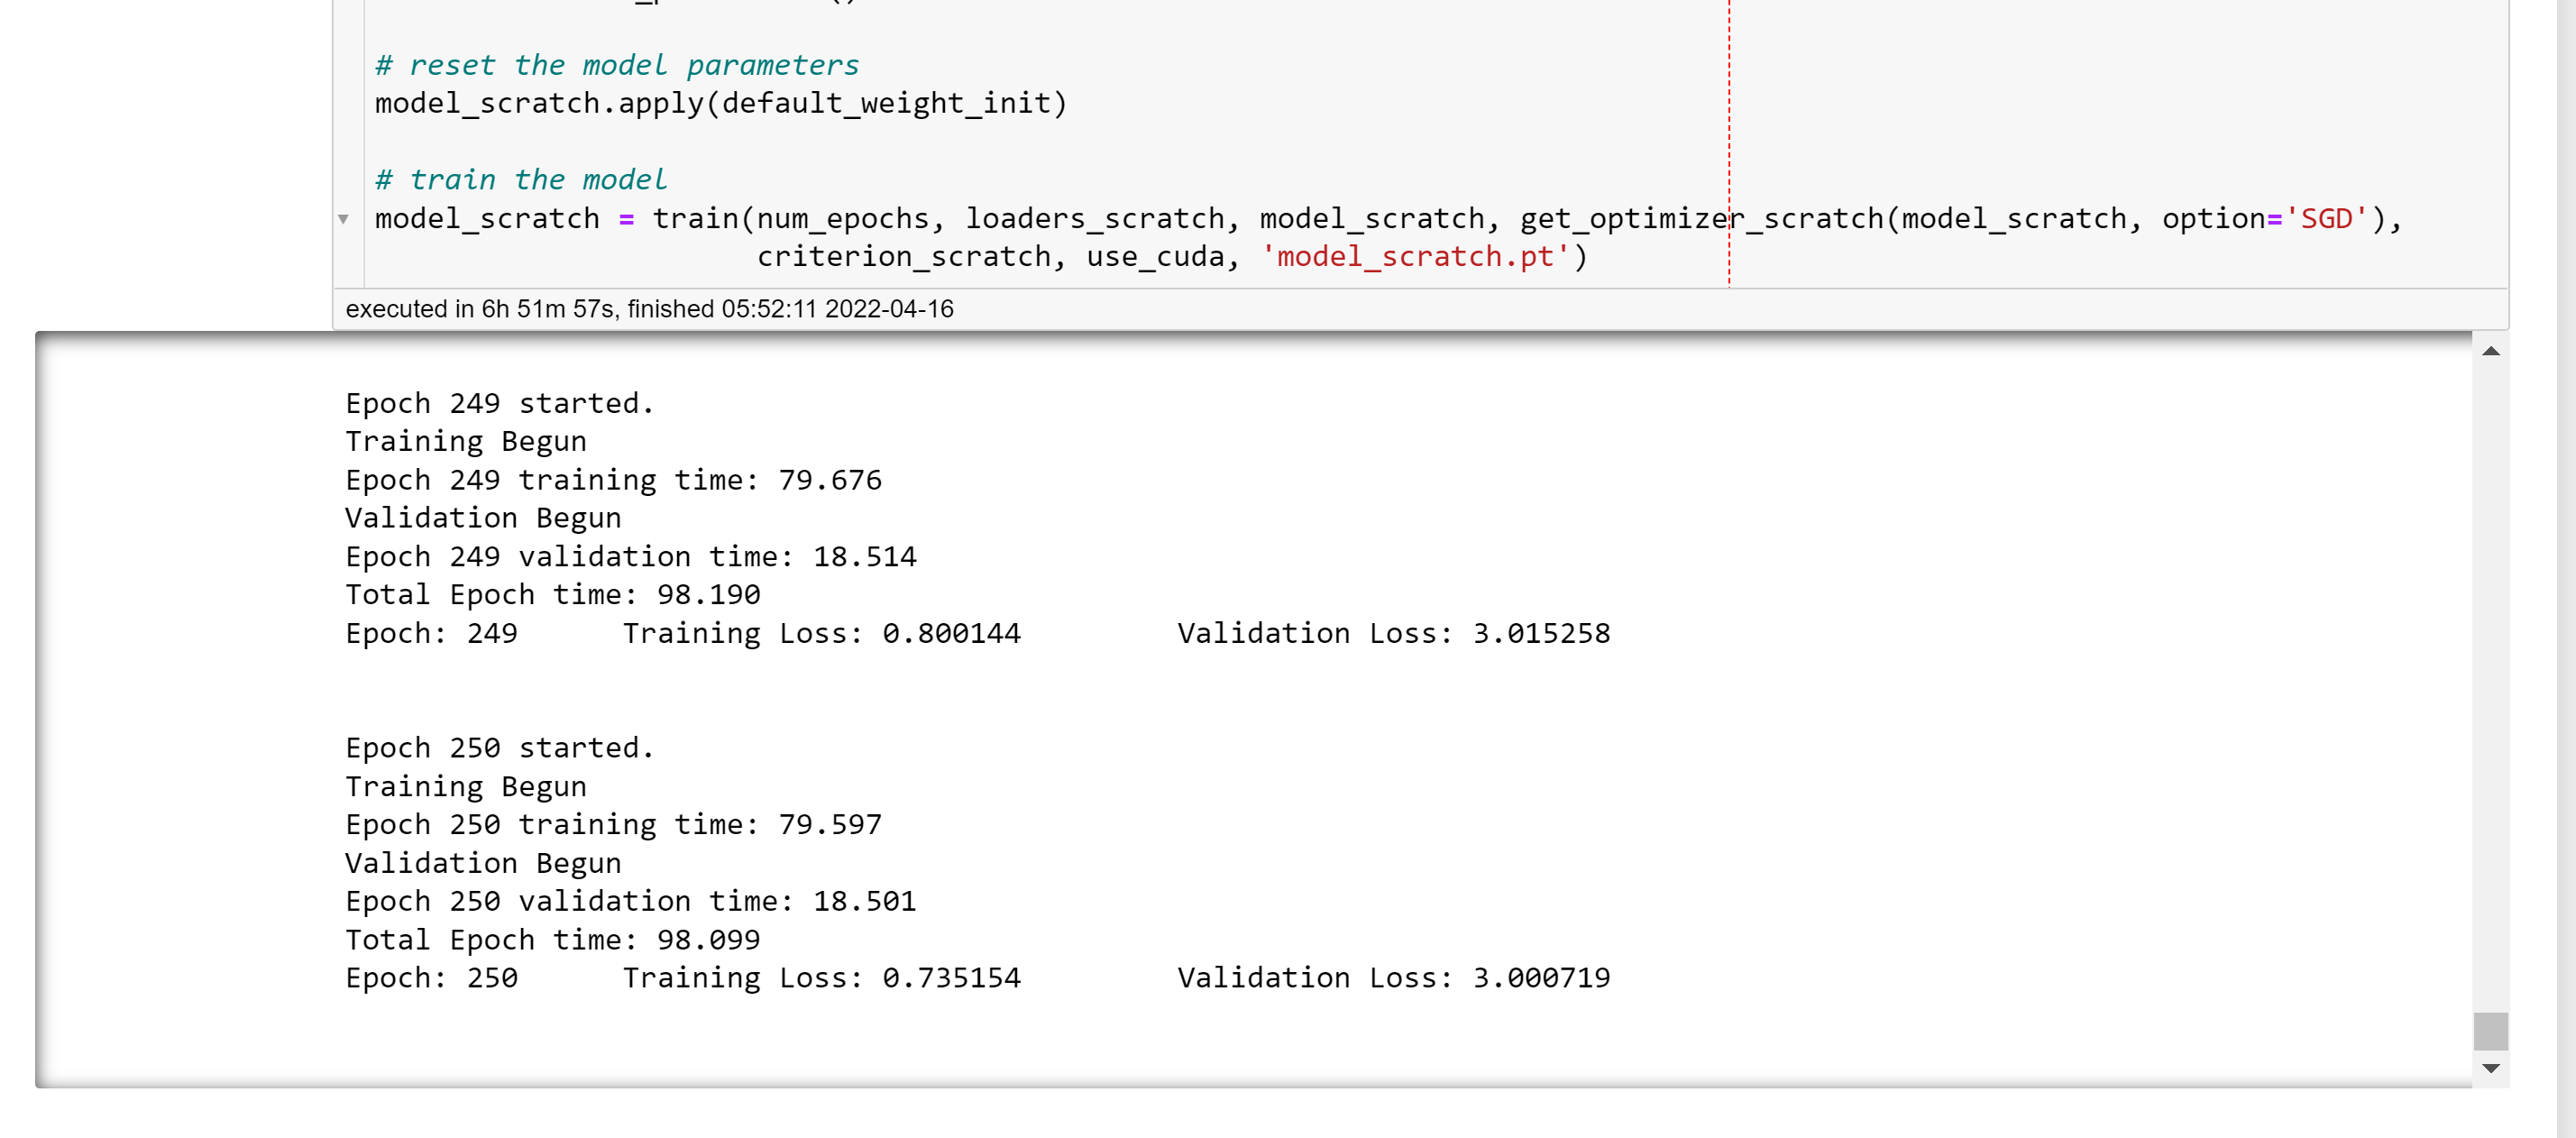 # reset the model parameters
model_scratch.apply(default_weight_init)
# train the model
model_scratch = train(num_epochs, loaders_scratch, model_scratch, get_optimizer_scratch(model_scratch, option='SGD'),
criterion_scratch, use_cuda, 'model_scratch.pt')
executed in 6h 51m 57s, finished 05:52:11 2022-04-16
Epoch 249 started.
Training Begun
Epoch 249 training time: 79.676
Validation Begun
Epoch 249 validation time: 18.514
Total Epoch time: 98.190
Epoch: 249 Training Loss: 0.800144 Validation Loss: 3.015258
Epoch 250 started.
Training Begun
Epoch 250 training time: 79.597
Validation Begun
Epoch 250 validation time: 18.501
Total Epoch time: 98.099
Epoch: 250 Training Loss: 0.735154 Validation Loss: 3.000719